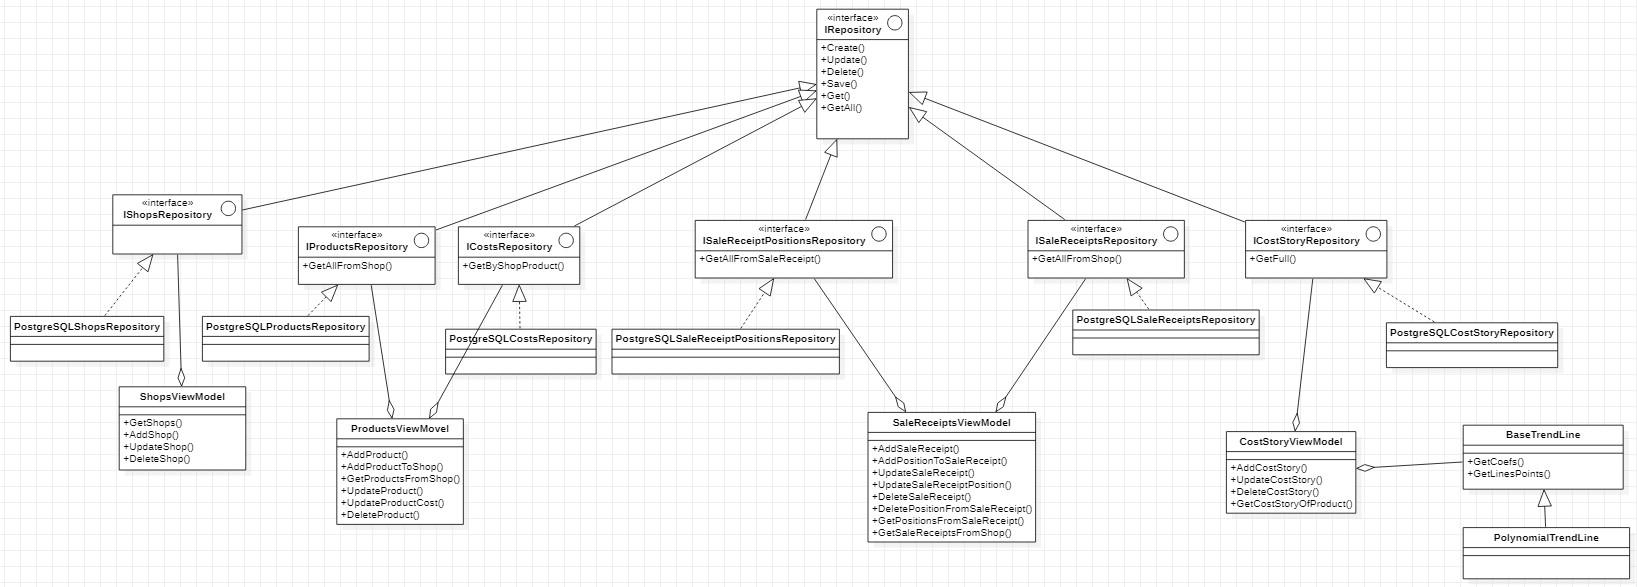 «interface»
IRepository
+Create()
+Update()
+Delete()
+Save()
+Get()
+GetAll()
«interface»
IShopsRepository
«interface»
IProductsRepository
+GetAllFromShop()
«interface»
ICostsRepository
+GetByShopProduct()
«interface»
ISaleReceiptPositionsRepository
+GetAllFromSaleReceipt()
«interface»
ISaleReceiptsRepository
+GetAllFromShop()
«interface»
ICostStoryRepository
+GetFull()
PostgreSQLShopsRepository
PostgreSQLProductsRepository
PostgreSQLCostsRepository
PostgreSQLSaleReceiptPositionsRepository
PostgreSQLSaleReceiptsRepository
PostgreSQLCostStoryRepository
ShopsViewModel
+GetShops()
+AddShop()
+UpdateShop()
+DeleteShop()
ProductsViewMovel
+AddProduct()
+AddProductToShop()
+GetProductsFromShop()
+UpdateProduct()
+UpdateProductCost()
+DeleteProduct()
SaleReceiptsViewModel
+AddSaleReceipt()
+AddPositionToSaleReceipt()
+UpdateSaleReceipt()
+UpdateSaleReceiptPosition()
+DeleteSaleReceipt()
+DeletePositionFromSaleReceipt()
+GetPositionsFromSaleReceipt()
+GetSaleReceiptsFromShop()
CostStoryViewModel
+AddCostStory()
+UpdateCostStory()
+DeleteCostStory()
+GetCostStoryOfProduct()
BaseTrendLine
+GetCoefs()
+GetLinesPoints()
PolynomialTrendLine